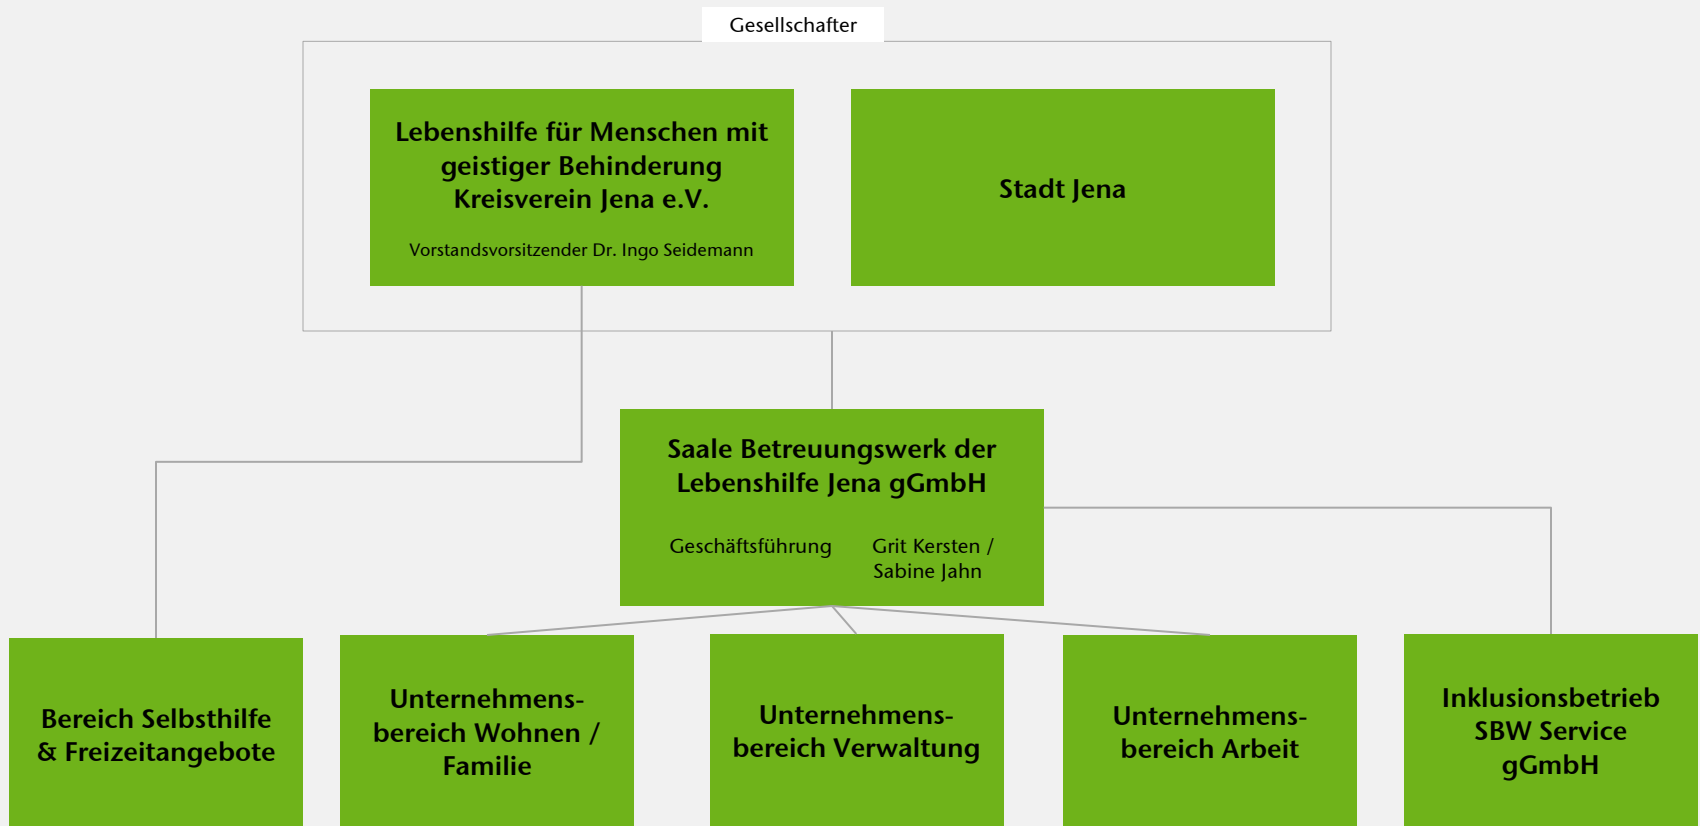 Gesellschafter
Lebenshilfe für Menschen mit
geistiger Behinderung
Kreisverein Jena e.V.
Vorstandsvorsitzender Dr. Ingo Seidemann
Stadt Jena
Saale Betreuungswerk der
Lebenshilfe Jena gGmbH
Geschäftsführung Grit Kersten /
Sabine Jahn
Bereich Selbsthilfe
& Freizeitangebote
Unternehmens-
bereich Wohnen /
Familie
Unternehmens-
bereich Verwaltung
Unternehmens-
bereich Arbeit
Inklusionsbetrieb
SBW Service
gGmbH